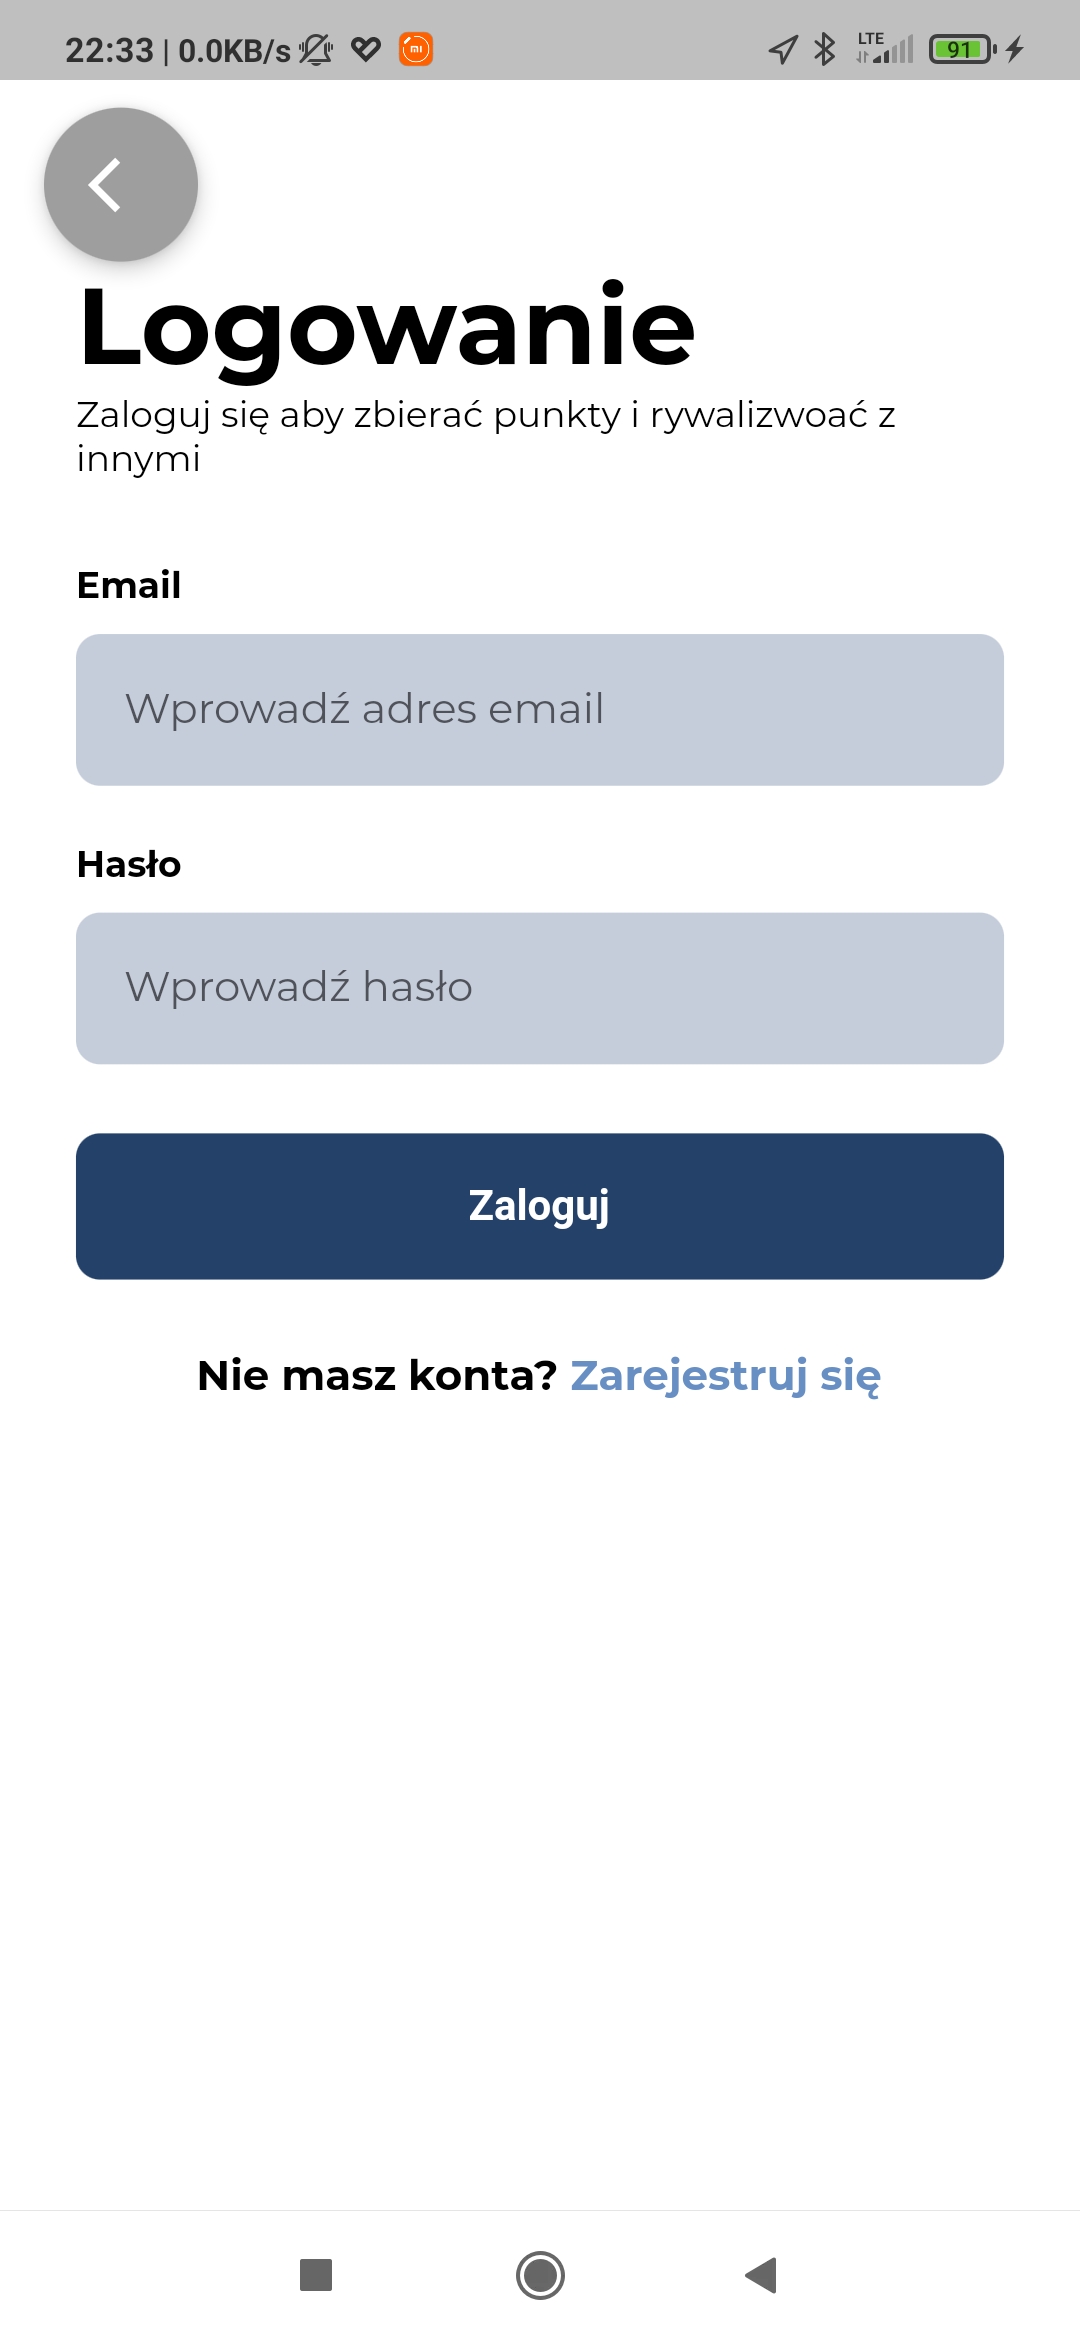 22:33 | 0.0KB/s LTE 91
Logowanie
Zaloguj się aby zbierać punkty i rywalizwoać z
innymi
Email
Wprowadź adres email
Hasło
Wprowadź hasło
Zaloguj
Nie masz konta? Zarejestruj się